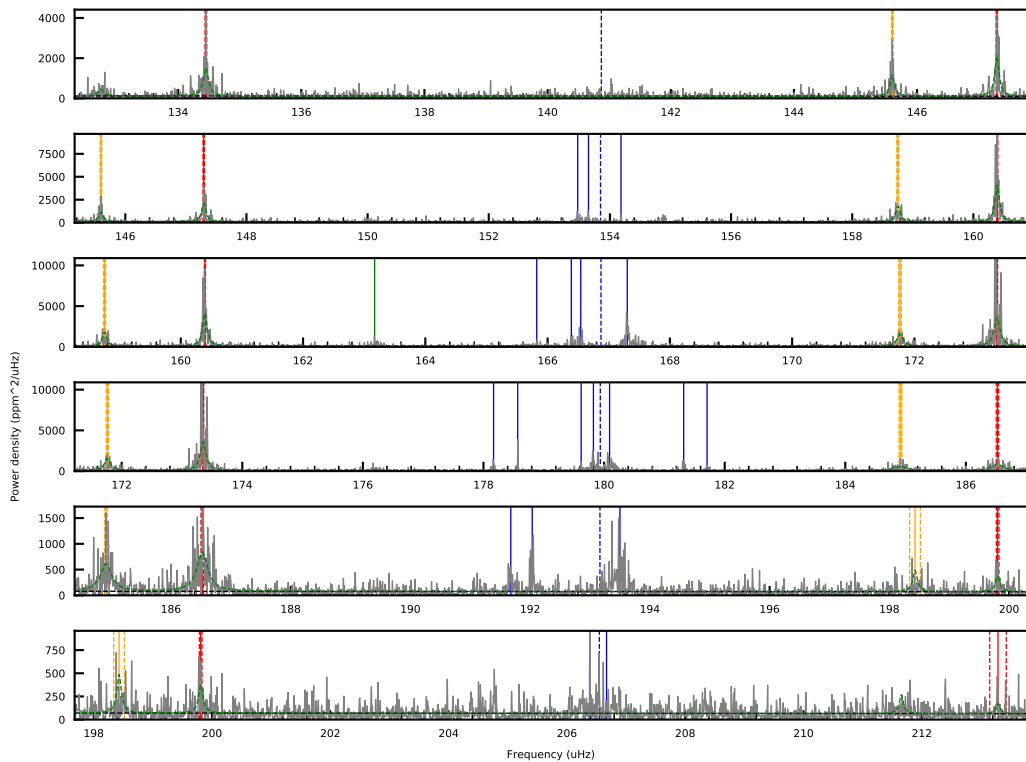 4000
2000
0
134 136 138 140 142 144 146
7500
5000
2500
0
146 148 150 152 154 156 158 160
10000
5000
0
160 162 164 166 168 170 172
10000
5000
0
172 174 176 178 180 182 184 186
1500
1000
500
0
186 188 190 192 194 196 198 200
750
500
250
0
198 200 202 204 206 208 210 212
Power density (ppm^2/uHz)
Frequency (uHz)